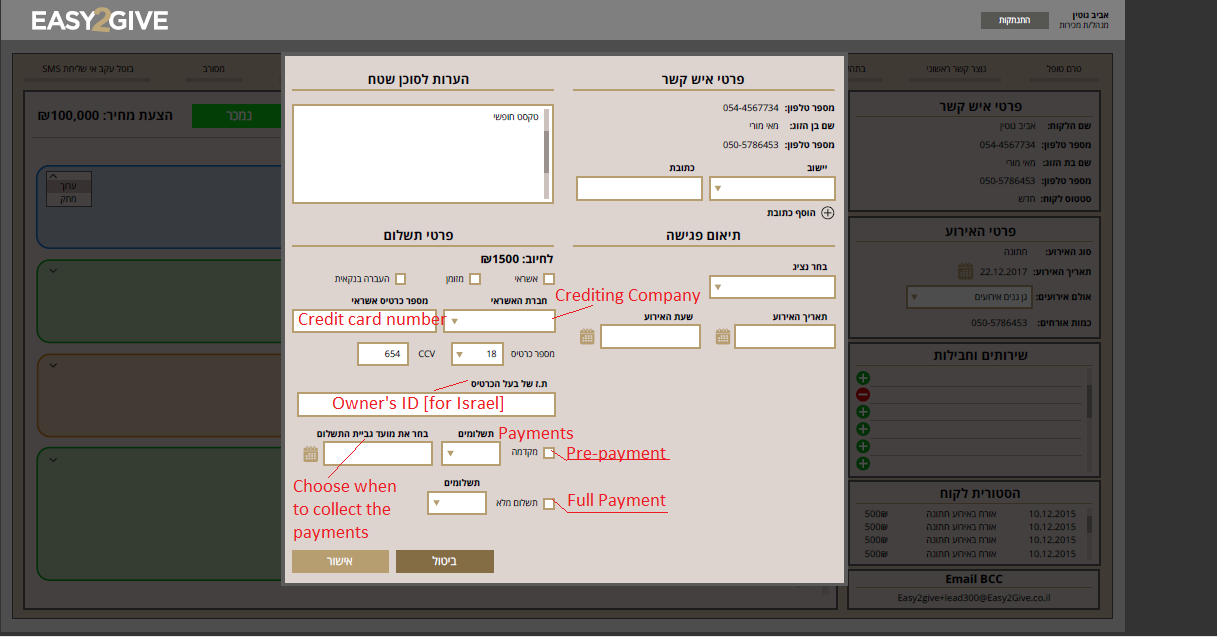 EASY2GIVE
אביב גוטין
מנהל/ת מכירות
התנתקות
טרם טופל
נוצר קשר ראשוני
מסורב
בוטל עקב אי שליחת SMS
פרטי איש קשר
שם הלקוח: אביב גוטין
מספר טלפון: 054-4567734
שם בת הזוג: מאי מורי
מספר טלפון: 050-5786453
סטטוס לקוח: חדש
פרטי האירוע
סוג האירוע: חתונה
תאריך האירוע: 22.12.2017
אולם אירועים: גן גנים אירועים
כמות אורחים: 050-5786453
שירותים וחבילות
הסטורית לקוח
10.12.2015 אורח באירוע חתונה 500₪
10.12.2015 אורח באירוע חתונה 500₪
10.12.2015 אורח באירוע חתונה 500₪
10.12.2015 אורח באירוע חתונה 500₪
Email BCC
Easy2give+lead300@Easy2Give.co.il
פרטי איש קשר
מספר טלפון: 054-4567734
שם בן הזוג: מאי מורי
מספר טלפון: 050-5786453
יישוב
כתובת
הוסף כתובת
תיאום פגישה
בחר נציג
תאריך האירוע
שעת האירוע
הערות לסוכן שטח
טקסט חופשי
פרטי תשלום
לחיוב: 1500₪
אשראי
מזומן
העברה בנקאית
חברת האשראי
מספר כרטיס אשראי
Crediting Company
Credit card number
מספר כרטיס
18
CCV
654
ת.ז של בעל הכרטיס
Owner's ID [for Israel]
תשלומים
בחר את מועד גביית התשלום
Payments
מקדמה
Pre-payment
Choose when
to collect the
payments
תשלומים
תשלום מלא
Full Payment
ביטול
אישור
נמכר
הצעת מחיר: 100,000₪
ערוך
מחק